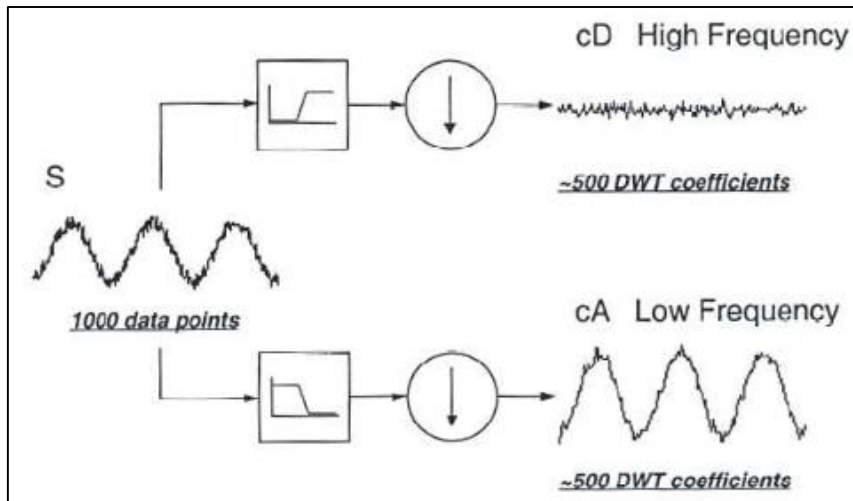 cD High Frequency
~500 DWT coefficients
S
1000 data points
cA Low Frequency
~500 DWT coefficients